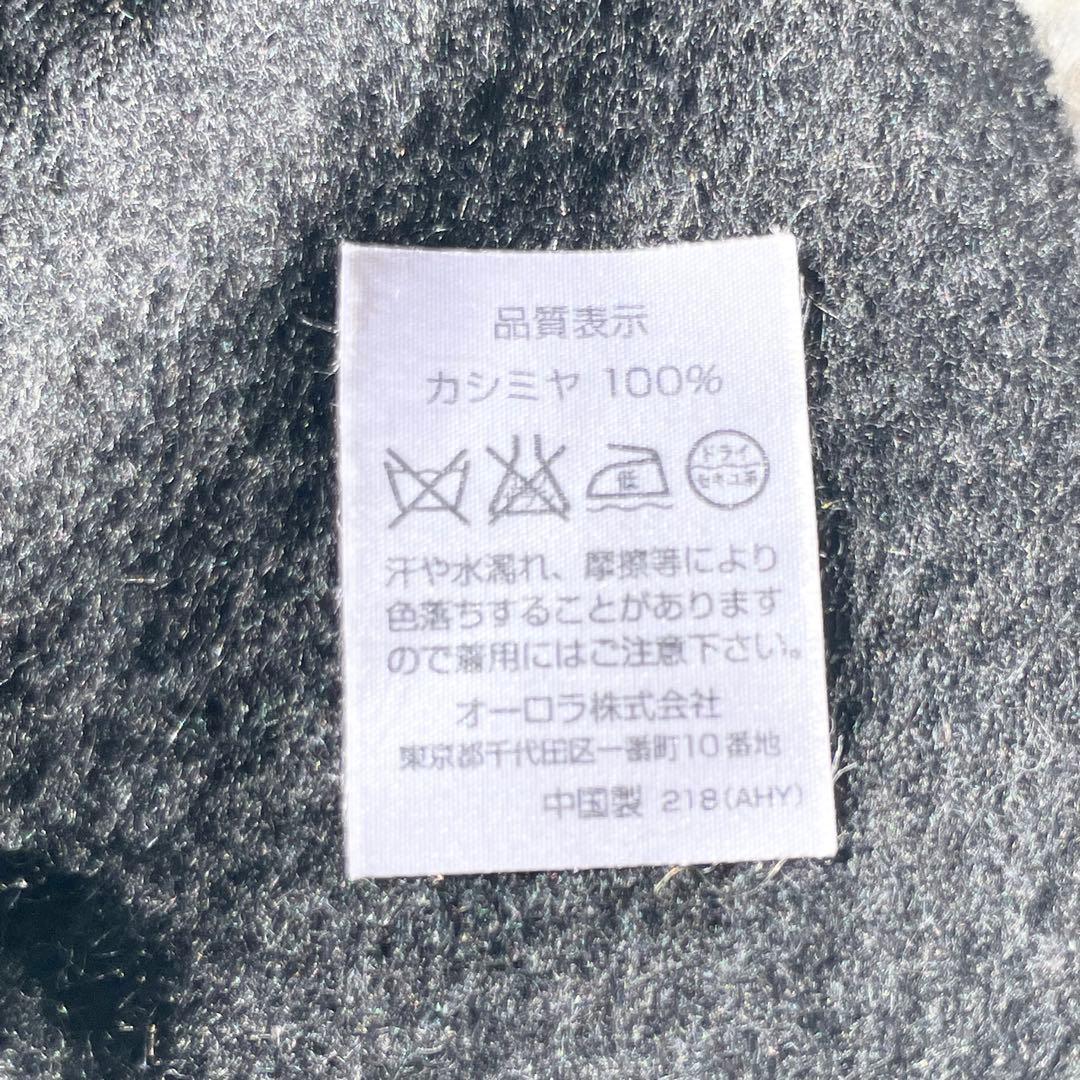 品質表示
カシミヤ 100%
低
ドライ
セキユ系
汗や水濡れ、摩擦等により
色落ちすることがあります
ので着用にはご注意下さい。
オーロラ株式会社
東京都千代田区一番町10番地
中国製 218(AHY)